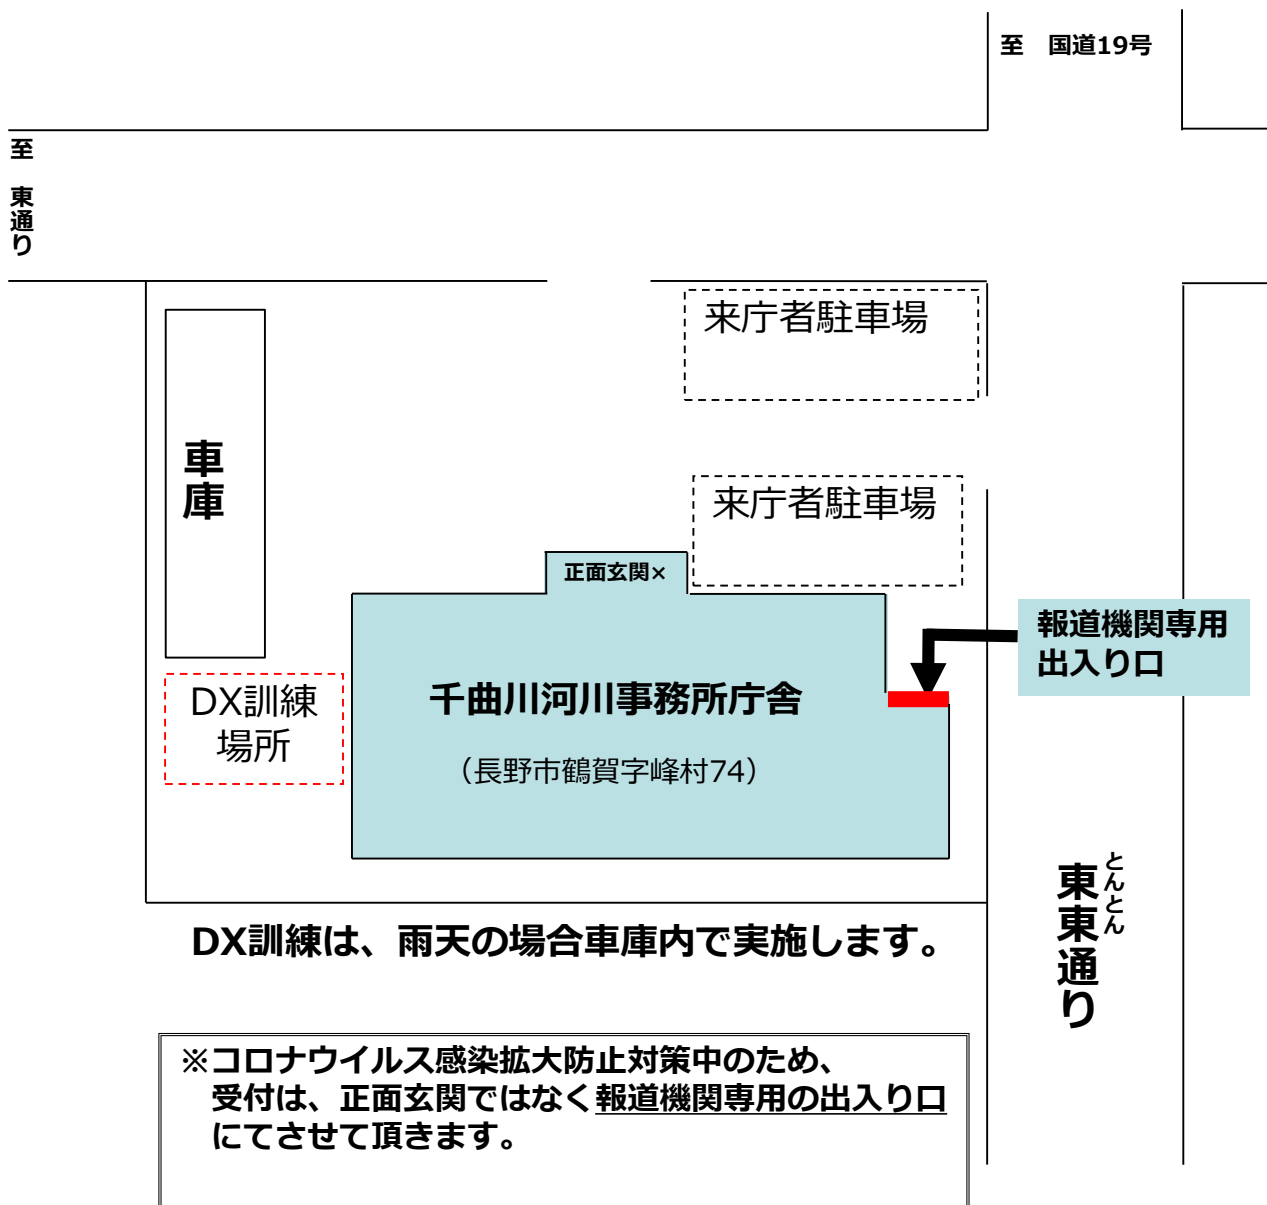 至　国道19号
至　東通り
来庁者駐車場
車庫
来庁者駐車場
正面玄関×
報道機関専用
出入り口
DX訓練
場所
千曲川河川事務所庁舎
（長野市鶴賀字峰村74）
とんとん
東東通り
DX訓練は、雨天の場合車庫内で実施します。
※コロナウイルス感染拡大防止対策中のため、
受付は、正面玄関ではなく報道機関専用の出入り口
にてさせて頂きます。